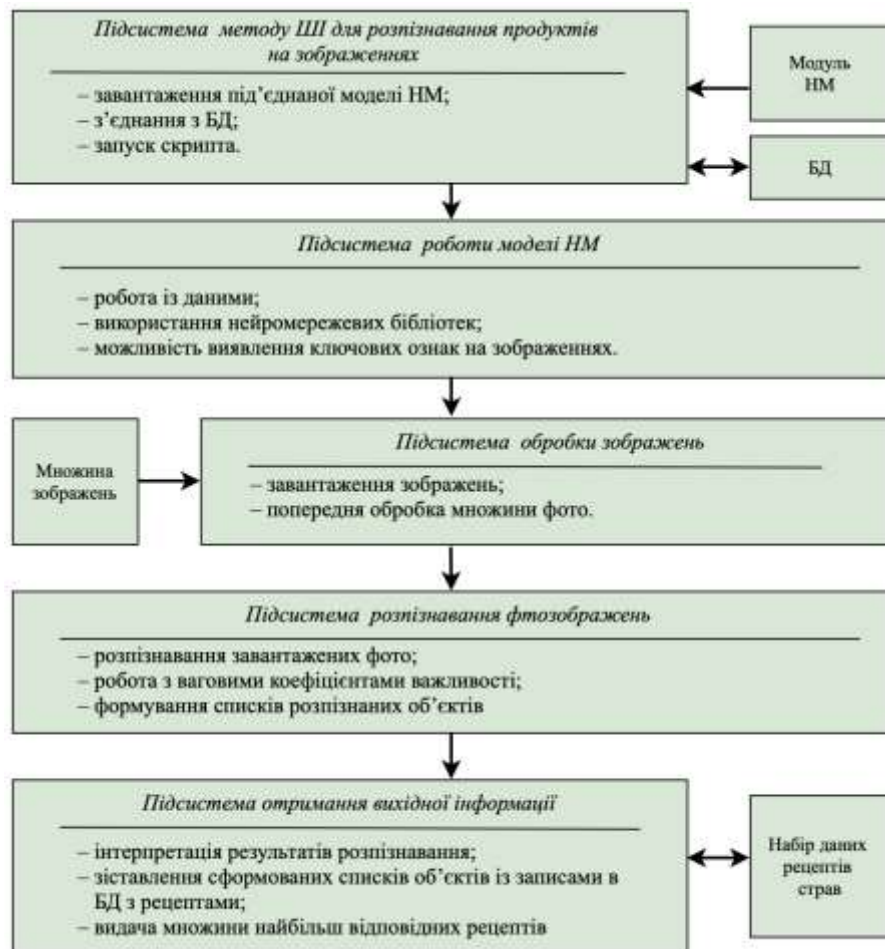 Підсистема методу ШІ для розпізнавання продуктів
на зображеннях
– завантаження під’єднаної моделі НМ;
– з’єднання з БД;
– запуск скрипта.
Модуль
НМ
БД
Підсистема роботи моделі НМ
– робота із даними;
– використання нейромережевих бібліотек;
– можливість виявлення ключових ознак на зображеннях.
Множина
зображень
Підсистема обробки зображень
– завантаження зображень;
– попередня обробка множини фото.
Підсистема розпізнавання фтозображень
– розпізнавання завантажених фото;
– робота з ваговими коефіцієнтами важливості;
– формування списків розпізнаних об’єктів
Підсистема отримання вихідної інформації
– інтерпретація результатів розпізнавання;
– зіставлення сформованих списків об’єктів із записами в
БД з рецептами;
– видача множини найбільш відповідних рецептів
Набір даних
рецептів
страв